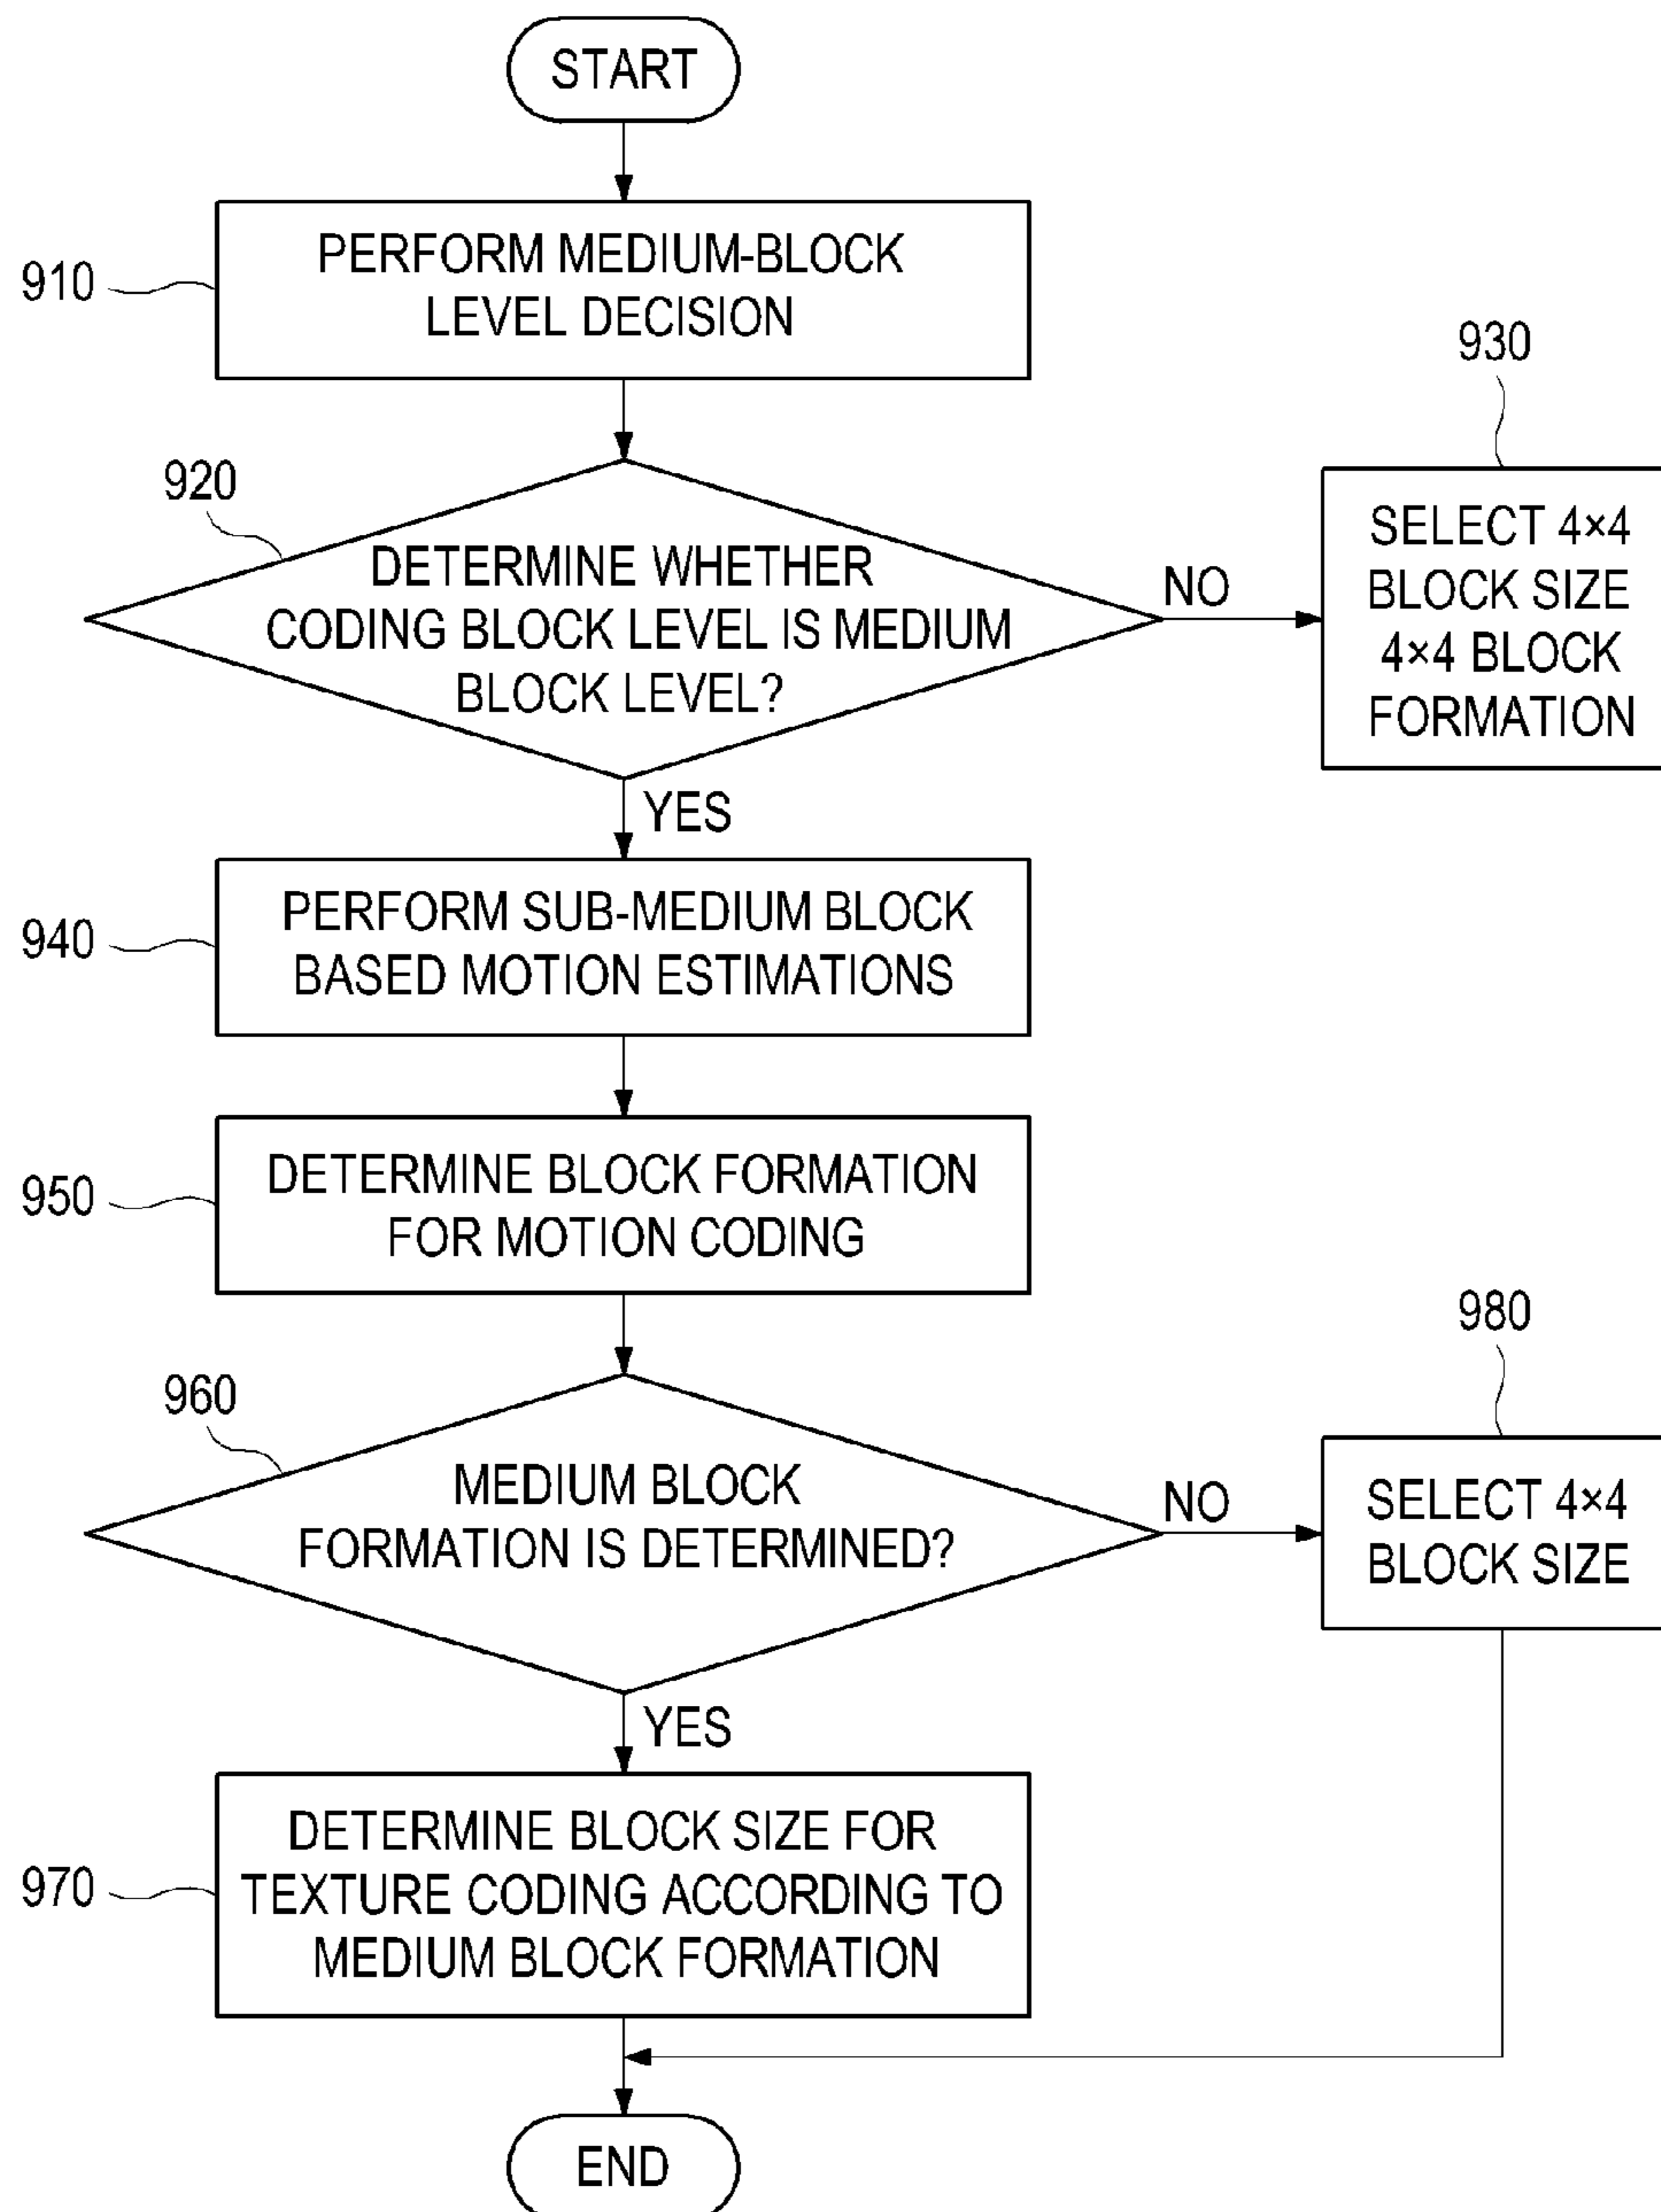 START
910
PERFORM MEDIUM-BLOCK
LEVEL DECISION
920
DETERMINE WHETHER
CODING BLOCK LEVEL IS MEDIUM
BLOCK LEVEL?
NO
930
SELECT 4×4
BLOCK SIZE
4×4 BLOCK
FORMATION
YES
940
PERFORM SUB-MEDIUM BLOCK
BASED MOTION ESTIMATIONS
950
DETERMINE BLOCK FORMATION
FOR MOTION CODING
960
MEDIUM BLOCK
FORMATION IS DETERMINED?
NO
980
SELECT 4×4
BLOCK SIZE
YES
970
DETERMINE BLOCK SIZE FOR
TEXTURE CODING ACCORDING TO
MEDIUM BLOCK FORMATION
END